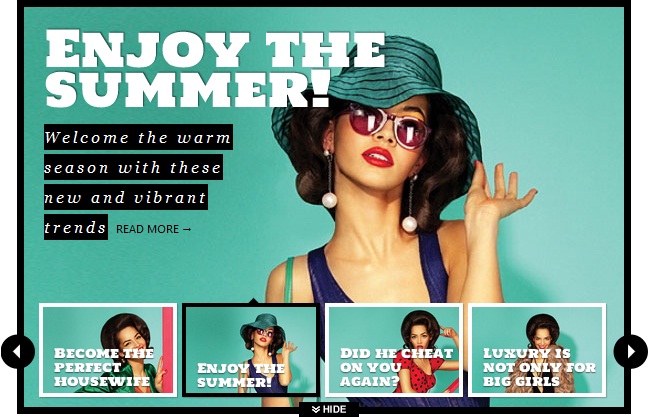 ENJOY THE
SUMMER!
Welcome the warm
season with these
new and vibrant
trends READ MORE →
BECOME THE
PERFECT
HOUSEWIFE
ENJOY THE
SUMMER!
DID HE CHEAT
ON YOU
AGAIN?
LUXURY IS
NOT ONLY FOR
BIG GIRLS
HIDE